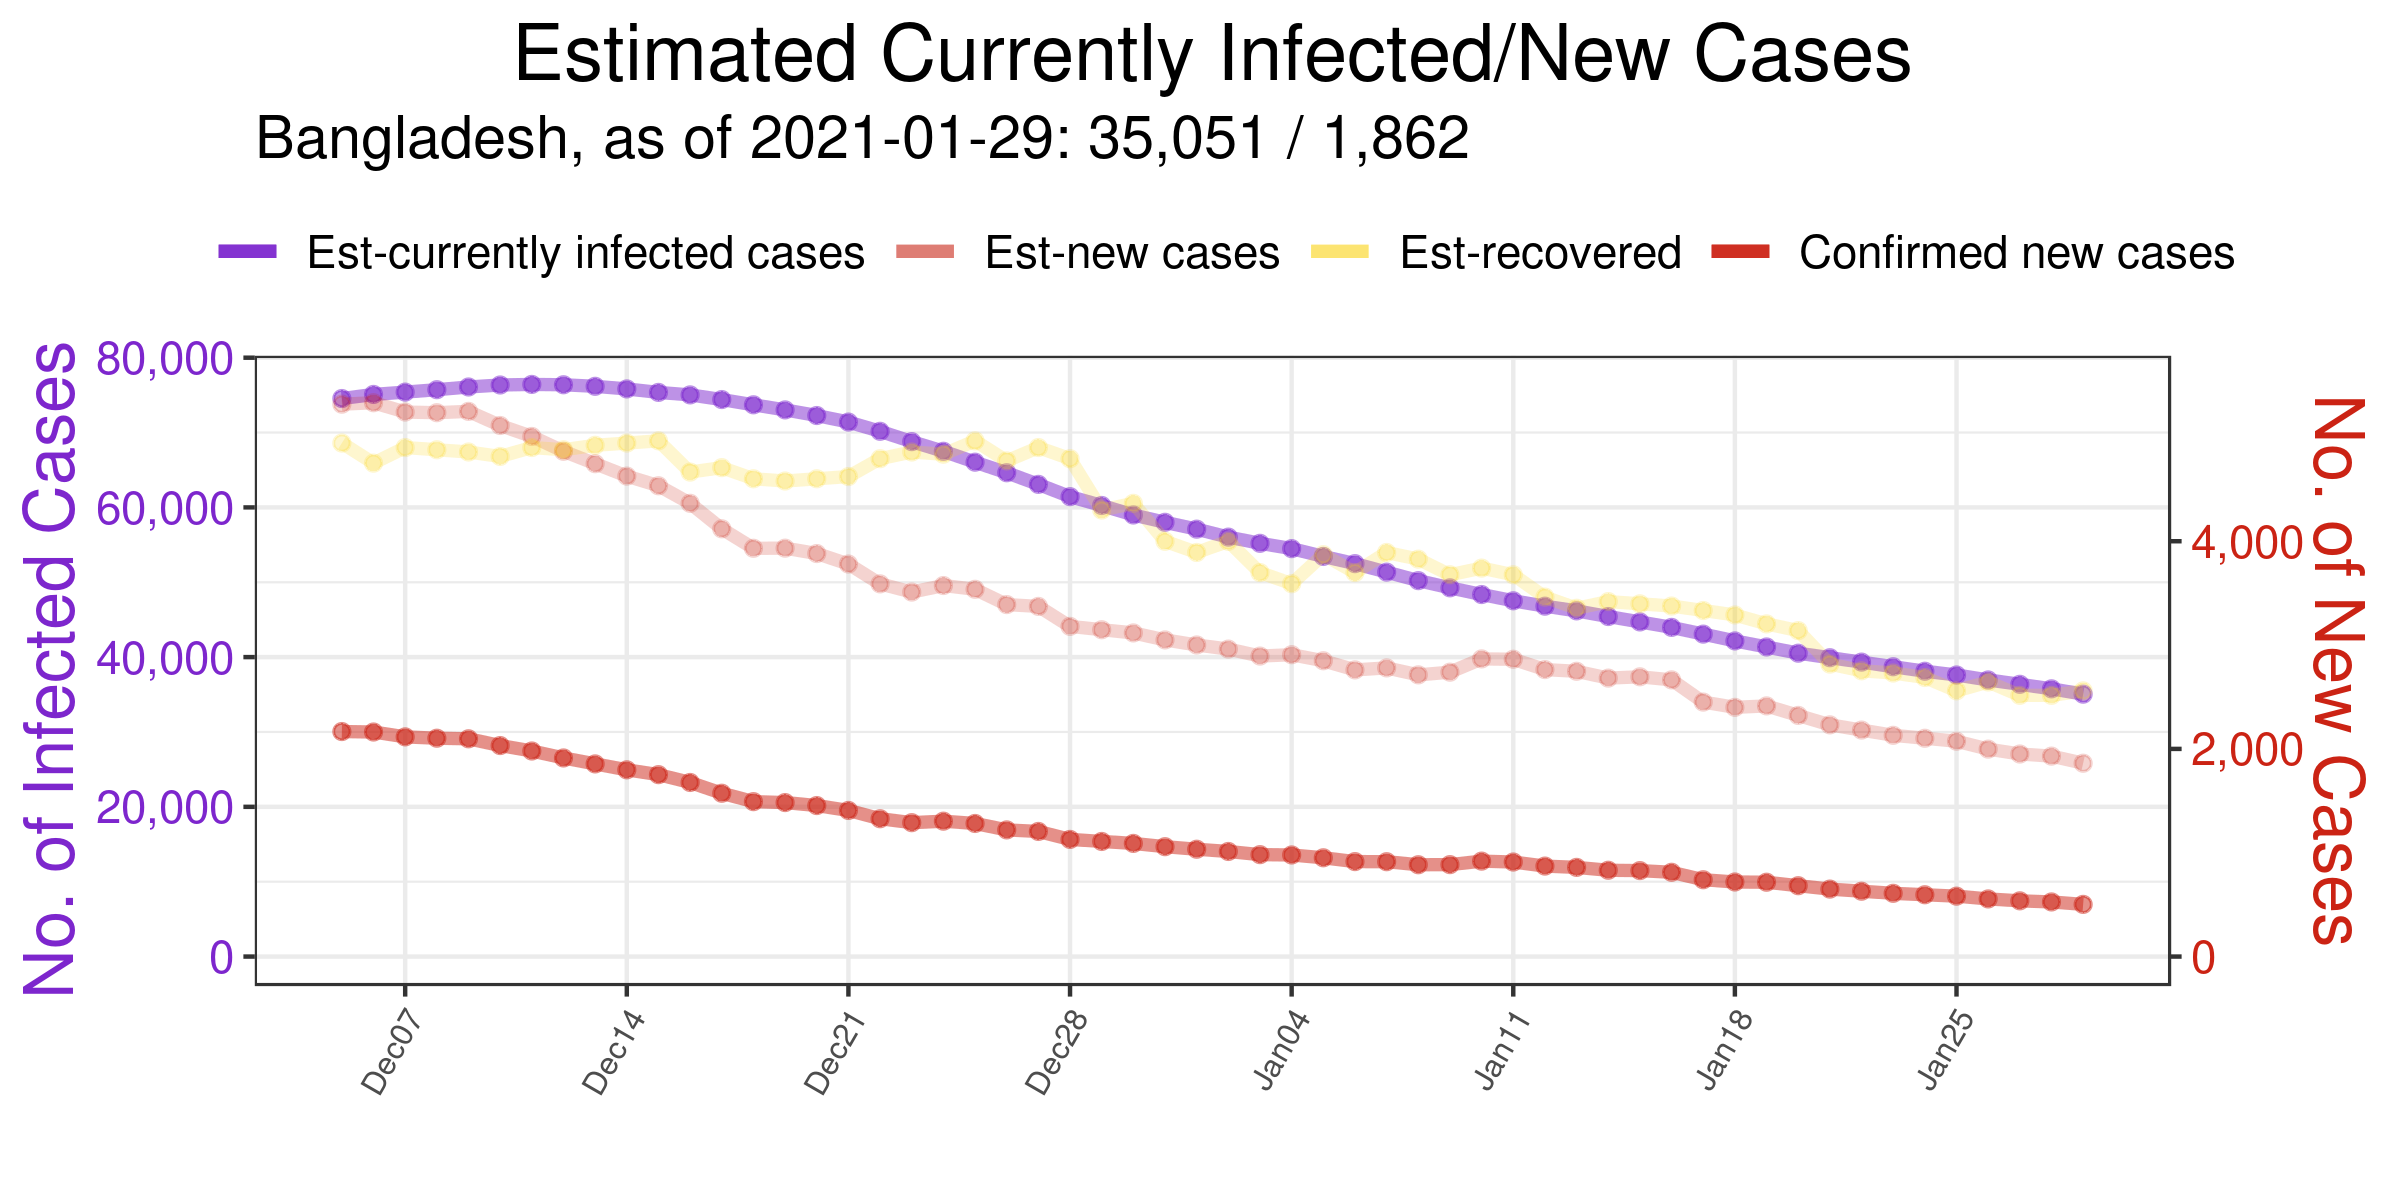 Estimated Currently Infected/New Cases
Bangladesh, as of 2021-01-29: 35,051 / 1,862
Est-currently infected cases Est-new cases Est-recovered Confirmed new cases
No. of Infected Cases
80,000
60,000
40,000
20,000
0
No. of New Cases
4,000
2,000
0
Dec07 Dec14 Dec21 Dec28 Jan04 Jan11 Jan18 Jan25